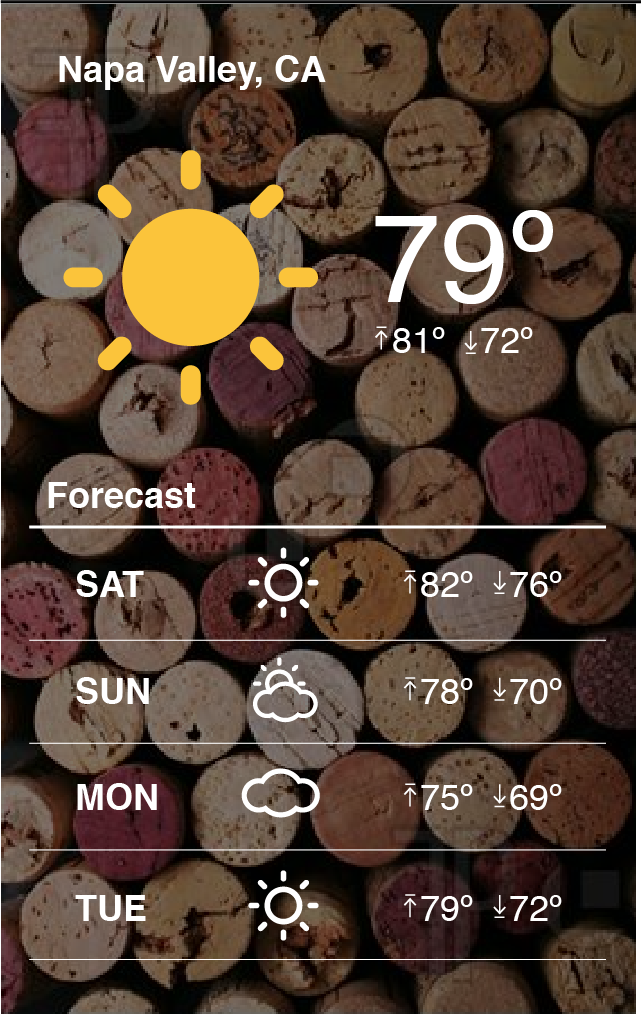 Napa Valley, CA
79º
↑81º ↓72º
Forecast
SAT ↑82º ↓76º
SUN ↑78º ↓70º
MON ↑75º ↓69º
TUE ↑79º ↓72º